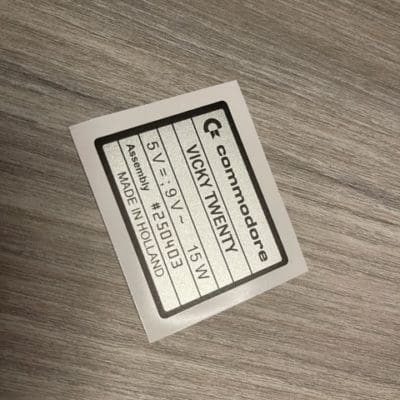 commodore
VICKY TWENTY
5 V = ; 9 V ~ 15 W
Assembly #250403
MADE IN HOLLAND